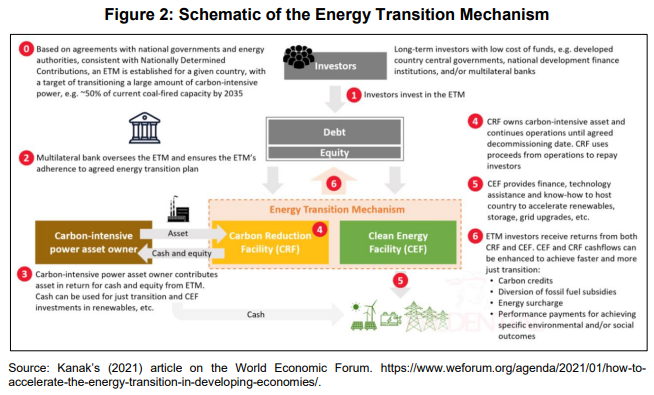 Figure 2: Schematic of the Energy Transition Mechanism
0
Based on agreements with national governments and energy
authorities, consistent with Nationally Determined
Contributions, an ETM is established for a given country, with
a target of transitioning a large amount of carbon-intensive
power, e.g. ~50% of current coal-fired capacity by 2035
Investors
Long-term investors with low cost of funds, e.g. developed
country central governments, national development finance
institutions, and/or multilateral banks
1
Investors invest in the ETM
Debt
Equity
2
Multilateral bank oversees the ETM and ensures the ETM's
adherence to agreed energy transition plan
4
CRF owns carbon-intensive asset and
continues operations until agreed
decommissioning date. CRF uses
proceeds from operations to repay
investors
6
Energy Transition Mechanism
5
CEF provides finance, technology
assistance and know-how to host
country to accelerate renewables,
storage, grid upgrades, etc.
Carbon-intensive
power asset owner
Asset
Cash and equity
Carbon Reduction
Facility (CRF)
4
Clean Energy
Facility (CEF)
6
ETM investors receive returns from both
CRF and CEF. CEF and CRF cashflows can
be enhanced to achieve faster and more
just transition:
• Carbon credits
• Diversion of fossil fuel subsidies
• Energy surcharge
• Performance payments for achieving
specific environmental and/or social
outcomes
3
Carbon-intensive power asset owner contributes
asset in return for cash and equity from ETM.
Cash can be used for just transition and CEF
investments in renewables, etc.
5
Cash
Source: Kanak's (2021) article on the World Economic Forum. https://www.weforum.org/agenda/2021/01/how-to-
accelerate-the-energy-transition-in-developing-economies/.